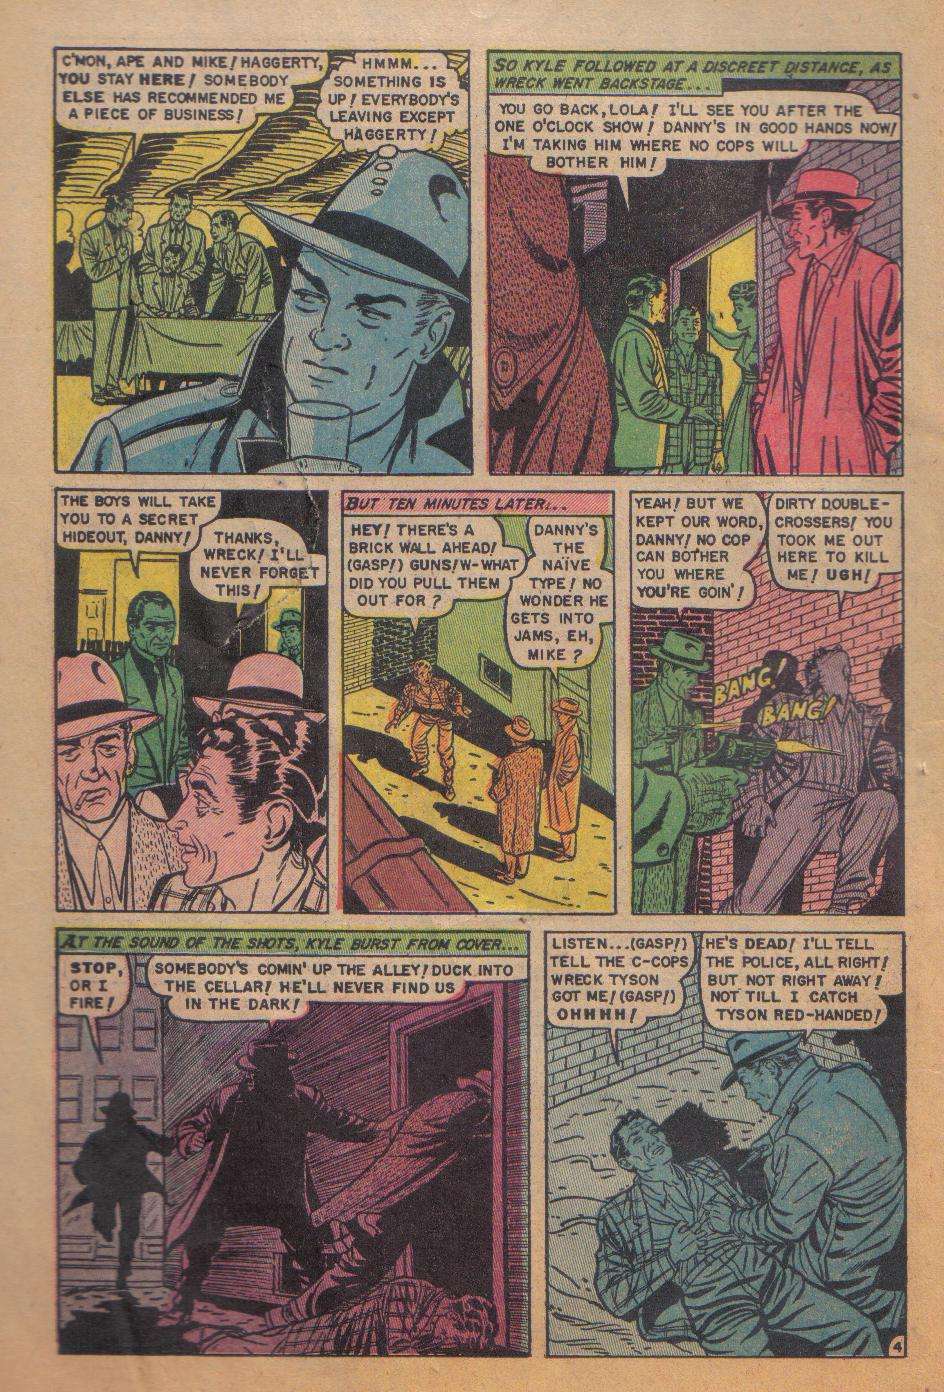 C'MON, APE AND MIKE! HAGGERTY,
YOU STAY HERE! SOMEBODY
ELSE HAS RECOMMENDED ME
A PIECE OF BUSINESS!
HMMM...
SOMETHING IS
UP! EVERYBODY'S
LEAVING EXCEPT
HAGGERTY!
SO KYLE FOLLOWED AT A DISCREET DISTANCE, AS
WRECK WENT BACKSTAGE...
YOU GO BACK, LOLA! I'LL SEE YOU AFTER THE
ONE O'CLOCK SHOW! DANNY'S IN GOOD HANDS NOW!
I'M TAKING HIM WHERE NO COPS WILL
BOTHER HIM!
THE BOYS WILL TAKE
YOU TO A SECRET
HIDEOUT, DANNY!
THANKS,
WRECK! I'LL
NEVER FORGET
THIS!
BUT TEN MINUTES LATER...
HEY! THERE'S A
BRICK WALL AHEAD!
(GASP!) GUNS! W-WHAT
DID YOU PULL THEM
OUT FOR?
DANNY'S
THE
NAÏVE
TYPE! NO
WONDER HE
GETS INTO
JAMS, EH,
MIKE?
YEAH! BUT WE
KEPT OUR WORD,
DANNY! NO COP
CAN BOTHER
YOU WHERE
YOU'RE GOIN'!
DIRTY DOUBLE-
CROSSERS! YOU
TOOK ME OUT
HERE TO KILL
ME! UGH!
BANG!
BANG!
AT THE SOUND OF THE SHOTS, KYLE BURST FROM COVER...
STOP,
OR I
FIRE!
SOMEBODY'S COMIN' UP THE ALLEY! DUCK INTO
THE CELLAR! HE'LL NEVER FIND US
IN THE DARK!
LISTEN...(GASP!)
TELL THE C-COPS
WRECK TYSON
GOT ME! (GASP!)
OHHHH!
HE'S DEAD! I'LL TELL
THE POLICE, ALL RIGHT!
BUT NOT RIGHT AWAY!
NOT TILL I CATCH
TYSON RED-HANDED!
4